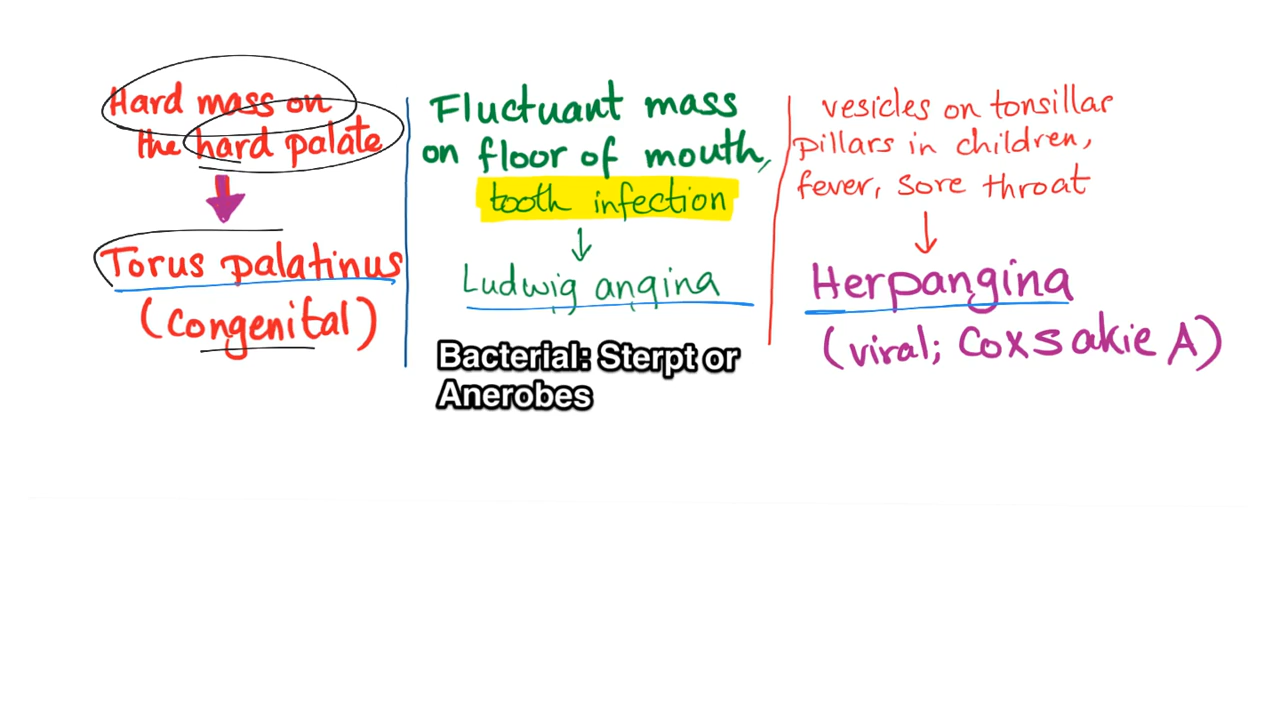 Hard mass on
the hard palate
Torus palatinus
(congenital)
Fluctuant mass
on floor of mouth,
tooth infection
Ludwig angina
Bacterial: Sterpt or
Anerobes
vesicles on tonsillar
pillars in children,
fever, sore throat
Herpangina
(viral; Coxsakie A)